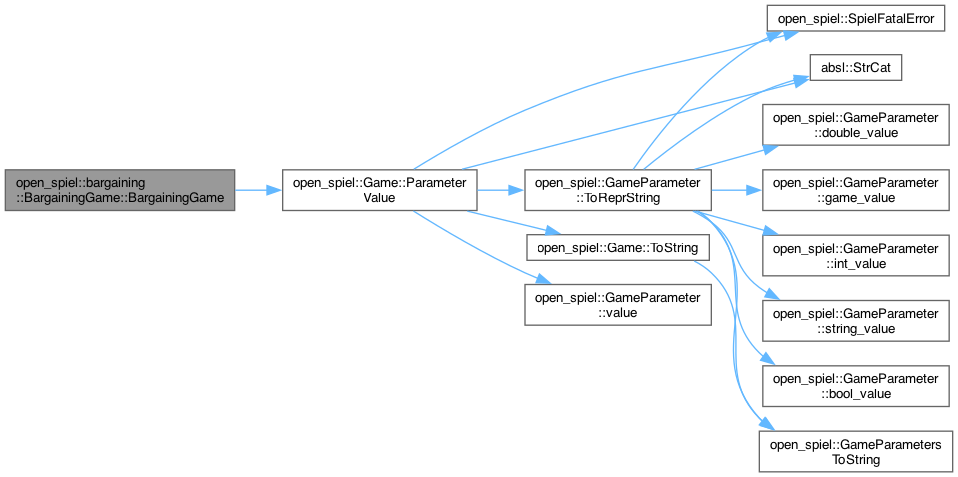 open_spiel::bargaining
::BargainingGame::BargainingGame
open_spiel::Game::Parameter
Value
open_spiel::GameParameter
::ToReprString
open_spiel::Game::ToString
open_spiel::GameParameter
::value
open_spiel::SpielFatalError
absl::StrCat
open_spiel::GameParameter
::double_value
open_spiel::GameParameter
::game_value
open_spiel::GameParameter
::int_value
open_spiel::GameParameter
::string_value
open_spiel::GameParameter
::bool_value
open_spiel::GameParameters
ToString